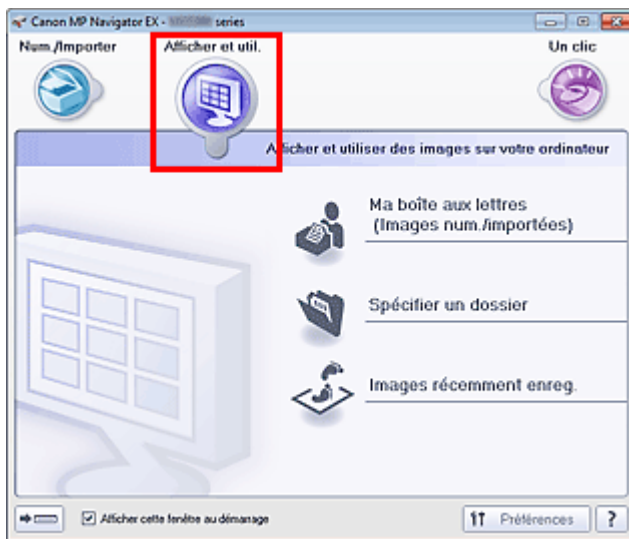 Canon MP Navigator EX - series
Num./Importer
Afficher et util.
Un clic
Afficher et utiliser des images sur votre ordinateur
Ma boîte aux lettres
(Images num./importées)
Spécifier un dossier
Images récemment enreg.
Afficher cette fenêtre au démarrage
Préférences
?